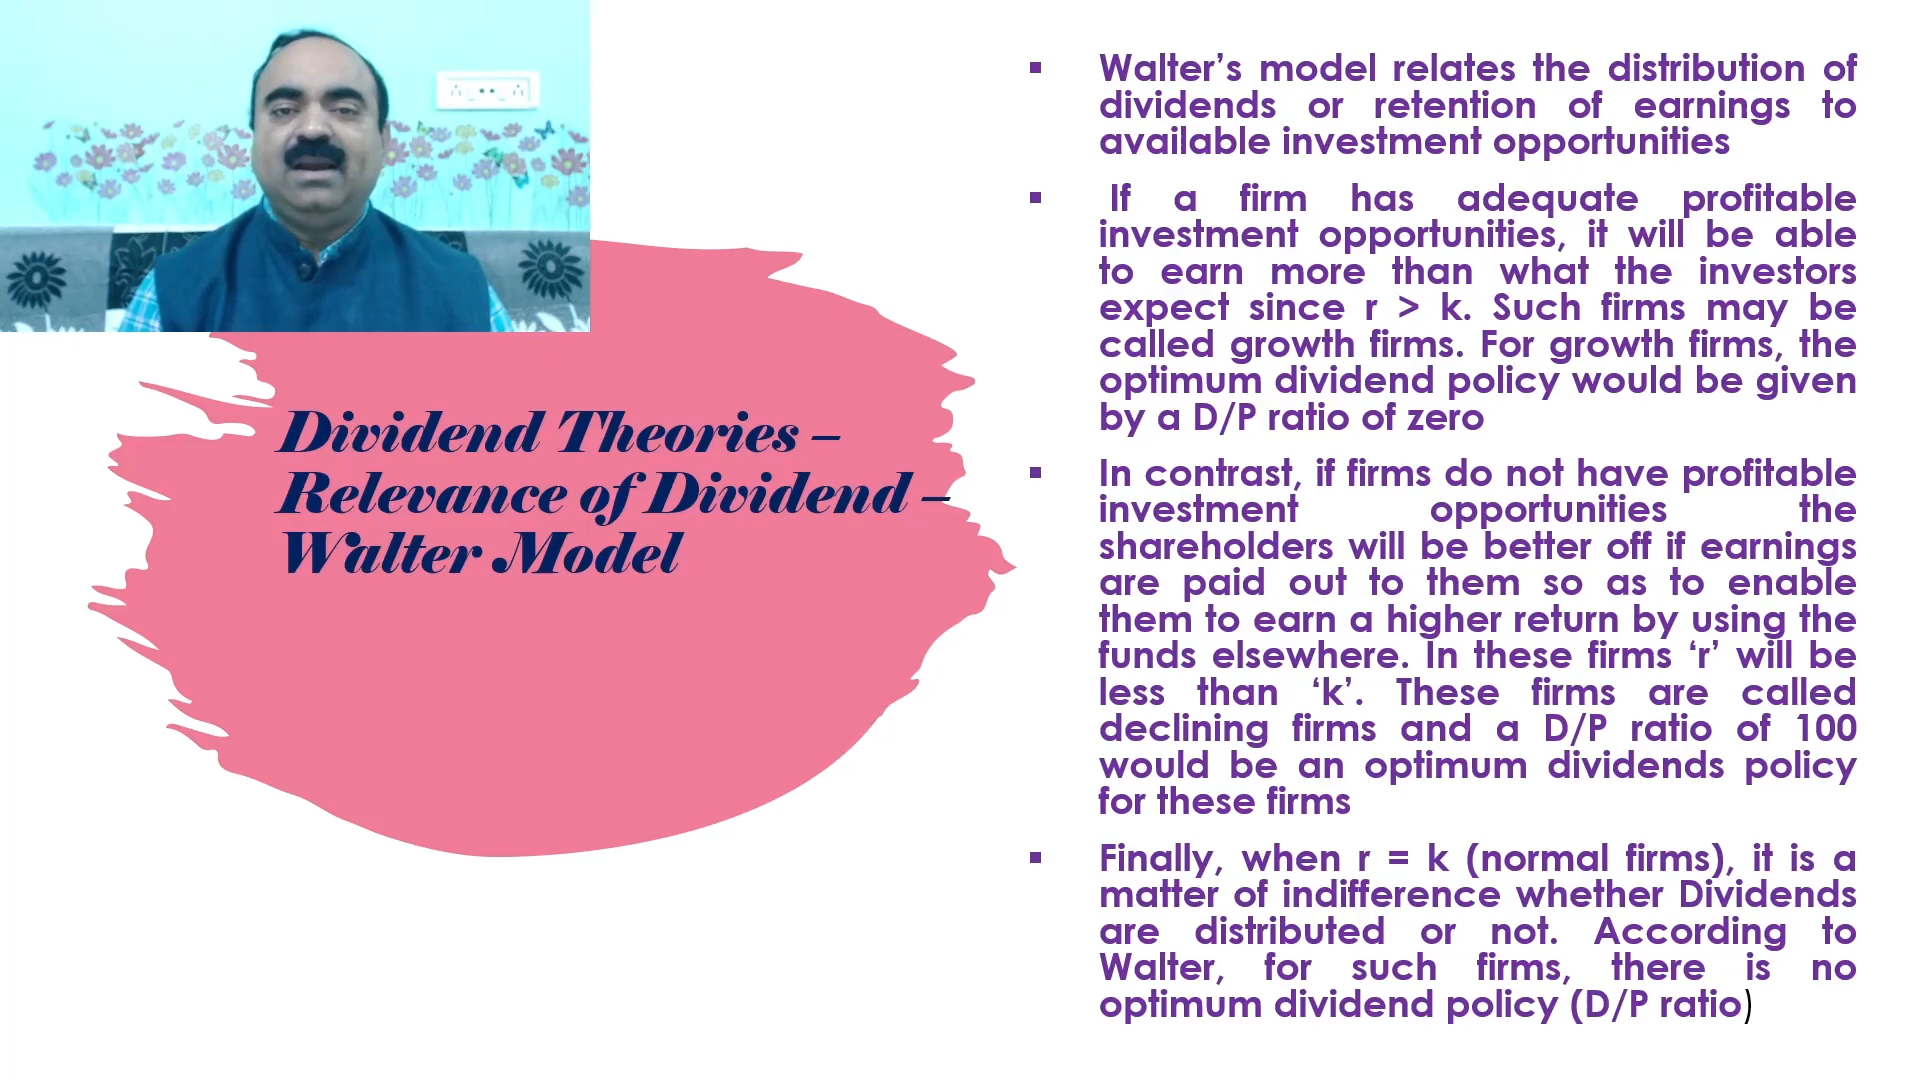 Dividend Theories –
Relevance of Dividend –
Walter Model
▪ Walter’s model relates the distribution of
dividends or retention of earnings to
available investment opportunities
▪ If a firm has adequate profitable
investment opportunities, it will be able
to earn more than what the investors
expect since r > k. Such firms may be
called growth firms. For growth firms, the
optimum dividend policy would be given
by a D/P ratio of zero
▪ In contrast, if firms do not have profitable
investment opportunities the
shareholders will be better off if earnings
are paid out to them so as to enable
them to earn a higher return by using the
funds elsewhere. In these firms ‘r’ will be
less than ‘k’. These firms are called
declining firms and a D/P ratio of 100
would be an optimum dividends policy
for these firms
▪ Finally, when r = k (normal firms), it is a
matter of indifference whether Dividends
are distributed or not. According to
Walter, for such firms, there is no
optimum dividend policy (D/P ratio)